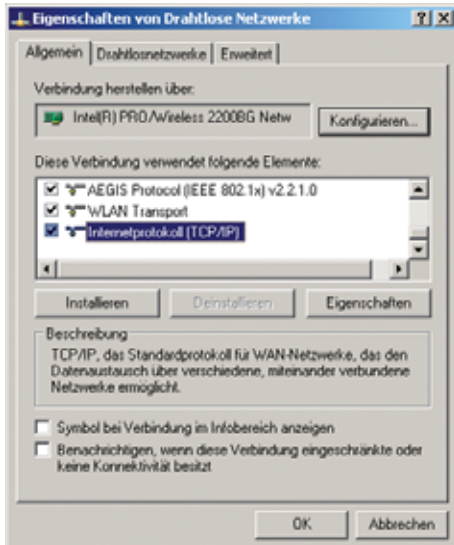 Eigenschaften von Drahtlose Netzwerke
Allgemein Drahtlosnetzwerke Erweitert
Verbindung herstellen über:
Intel(R) PRO/Wireless 2200BG Netw Konfigurieren...
Diese Verbindung verwendet folgende Elemente:
AEGIS Protocol (IEEE 802.1x) v2.2.1.0
WLAN Transport
Internetprotokoll (TCP/IP)
Installieren Deinstallieren Eigenschaften
Beschreibung
TCP/IP, das Standardprotokoll für WAN-Netzwerke, das den
Datenaustausch über verschiedene, miteinander verbundene
Netzwerke ermöglicht.
Symbol bei Verbindung im Infobereich anzeigen
Benachrichtigen, wenn diese Verbindung eingeschränkte oder
keine Konnektivität besitzt
OK Abbrechen